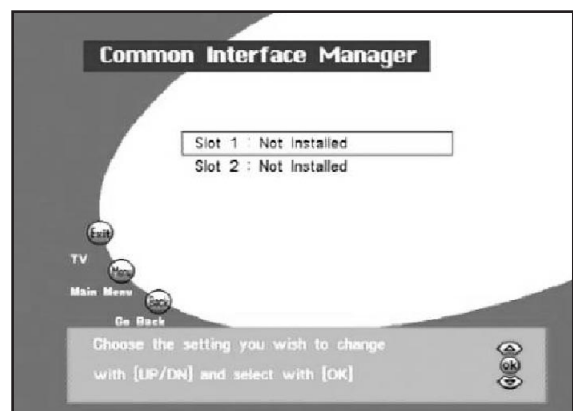 Common Interface Manager
Slot 1 : Not Installed
Slot 2 : Not Installed
Exit
TV
Menu
Main Menu
Back
Go Back
Choose the setting you wish to change
with [UP/DN] and select with [OK]
ok